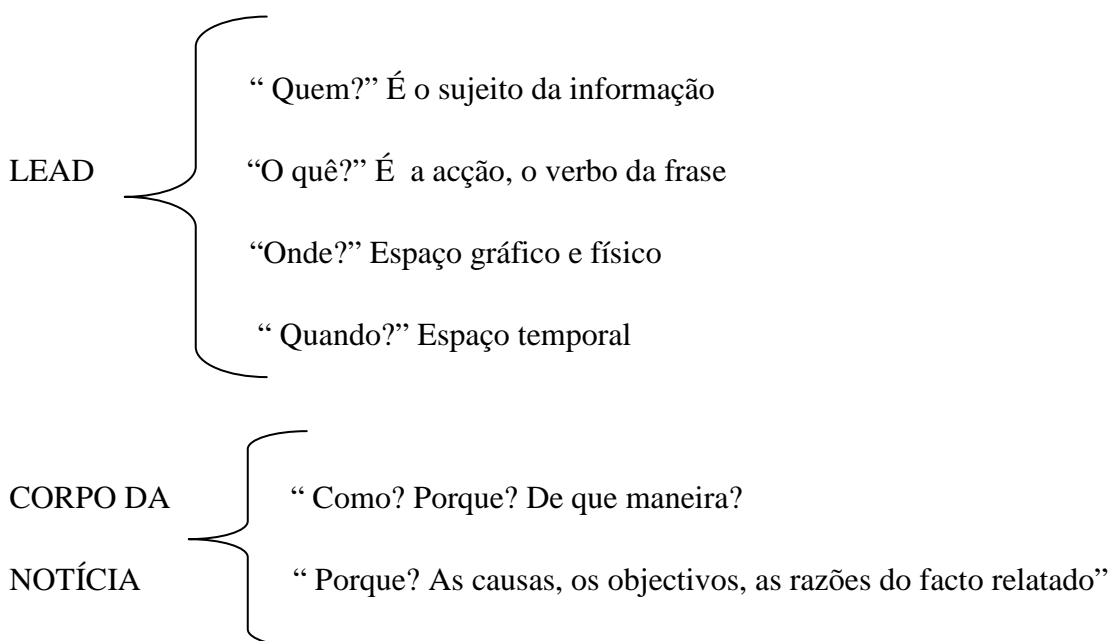 “ Quem?” É o sujeito da informação
LEAD “O quê?” É a acção, o verbo da frase
“Onde?” Espaço gráfico e físico
“ Quando?” Espaço temporal
CORPO DA “ Como? Porque? De que maneira?
NOTÍCIA “ Porque? As causas, os objectivos, as razões do facto relatado”